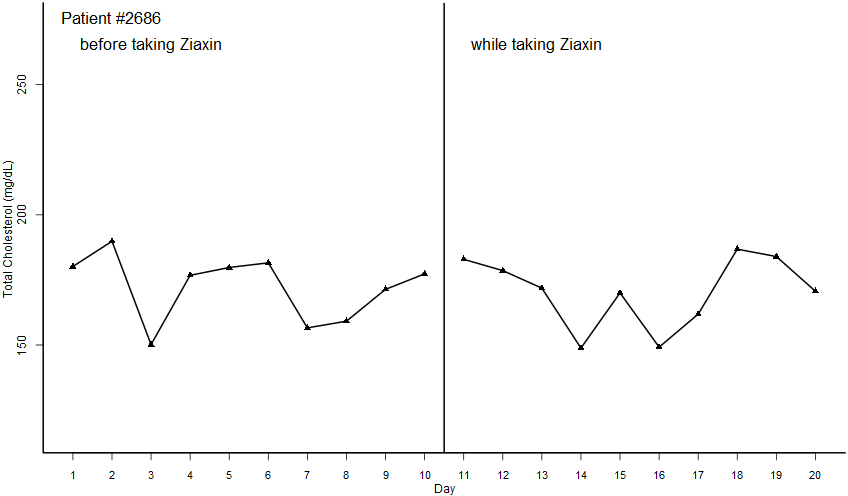 Patient #2686
before taking Ziaxin
while taking Ziaxin
Total Cholesterol (mg/dL)
250
200
150
1 2 3 4 5 6 7 8 9 10 11 12 13 14 15 16 17 18 19 20
Day